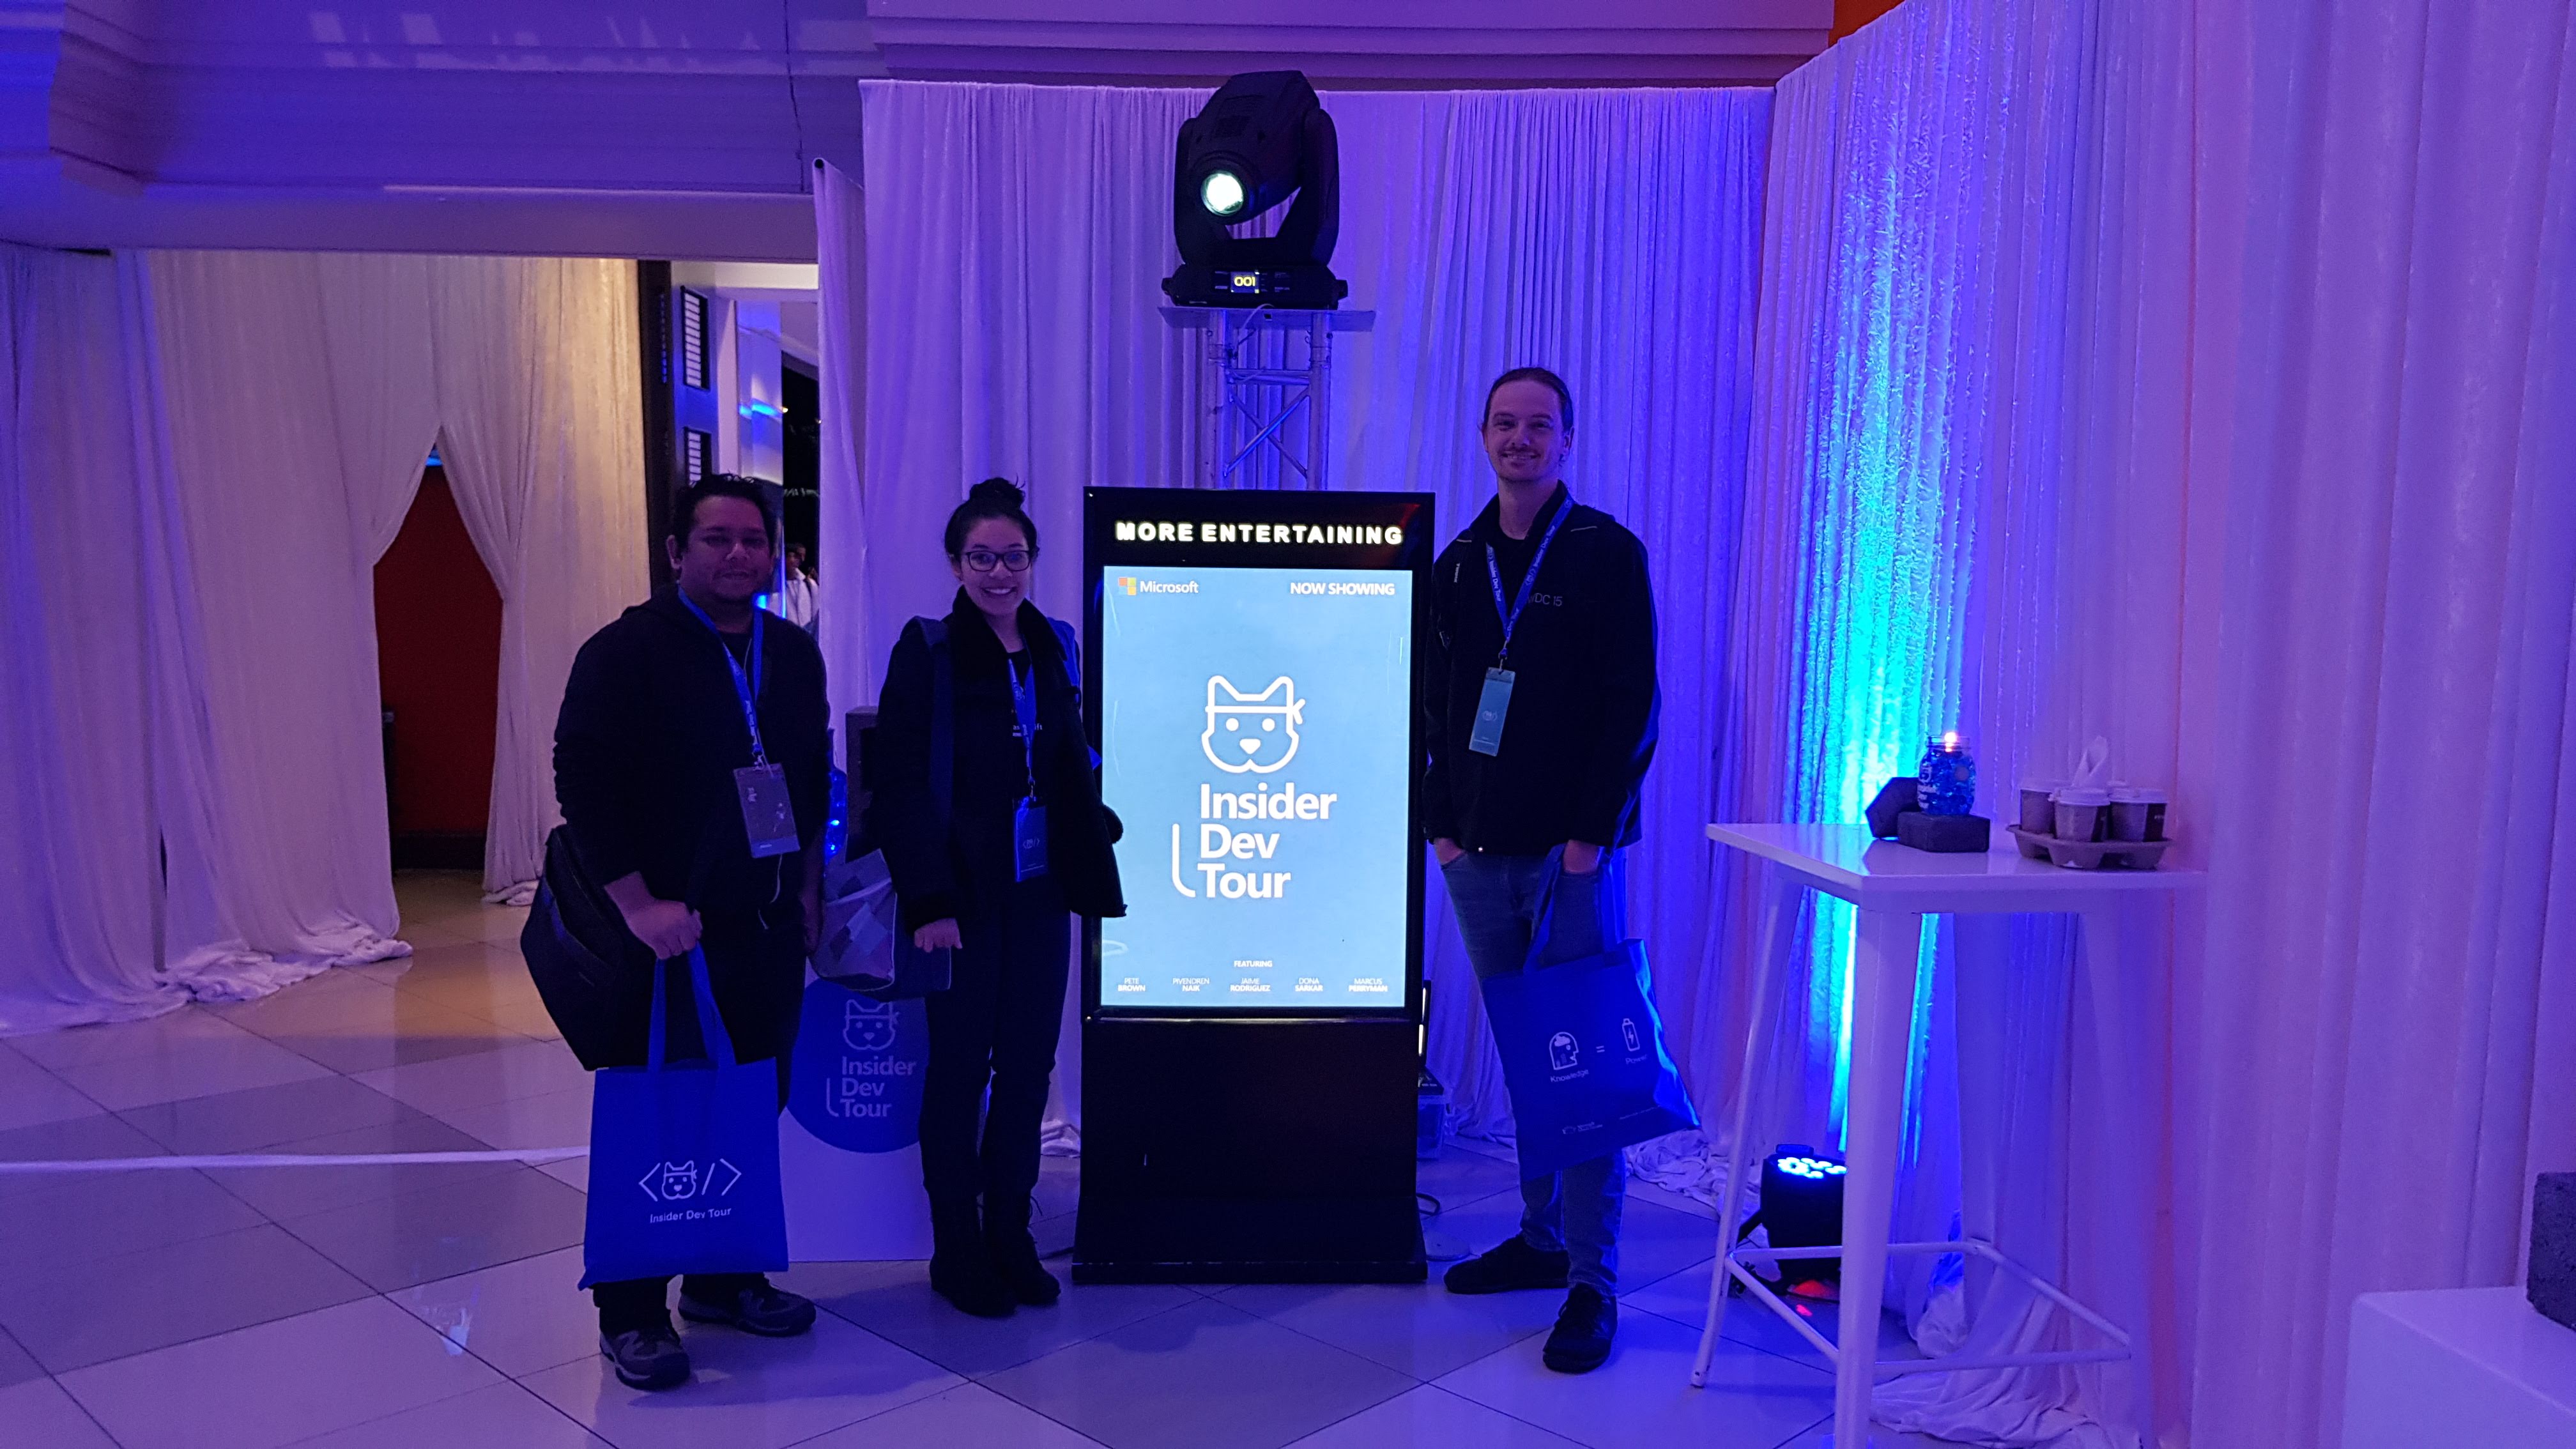 001
MORE ENTERTAINING
Microsoft
NOW SHOWING
Insider
Dev
Tour
FEATURING
PETE
BROWN
PIVENDREN
NAIK
JAIME
RODRIGUEZ
DONA
SARKAR
MARCUS
PERRYMAN
Insider
Dev
Tour
< />
Insider Dev Tour
DC 15
Knowledge
=
Power